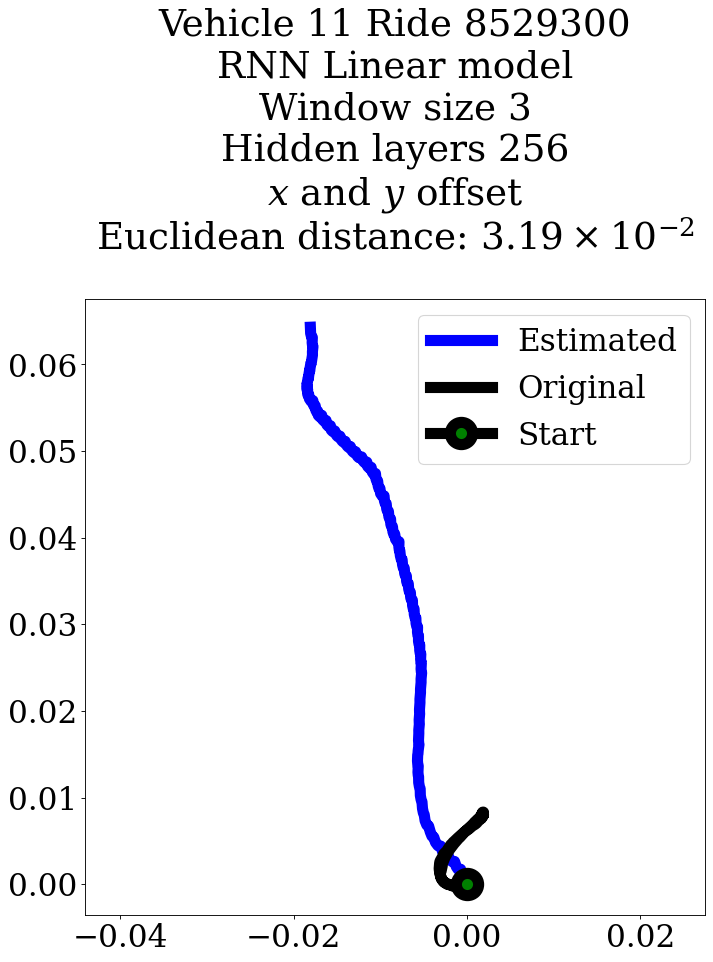 Vehicle 11 Ride 8529300
RNN Linear model
Window size 3
Hidden layers 256
x and y offset
Euclidean distance: 3.19 × 10⁻²
Estimated
Original
Start
0.06
0.05
0.04
0.03
0.02
0.01
0.00
−0.04 −0.02 0.00 0.02